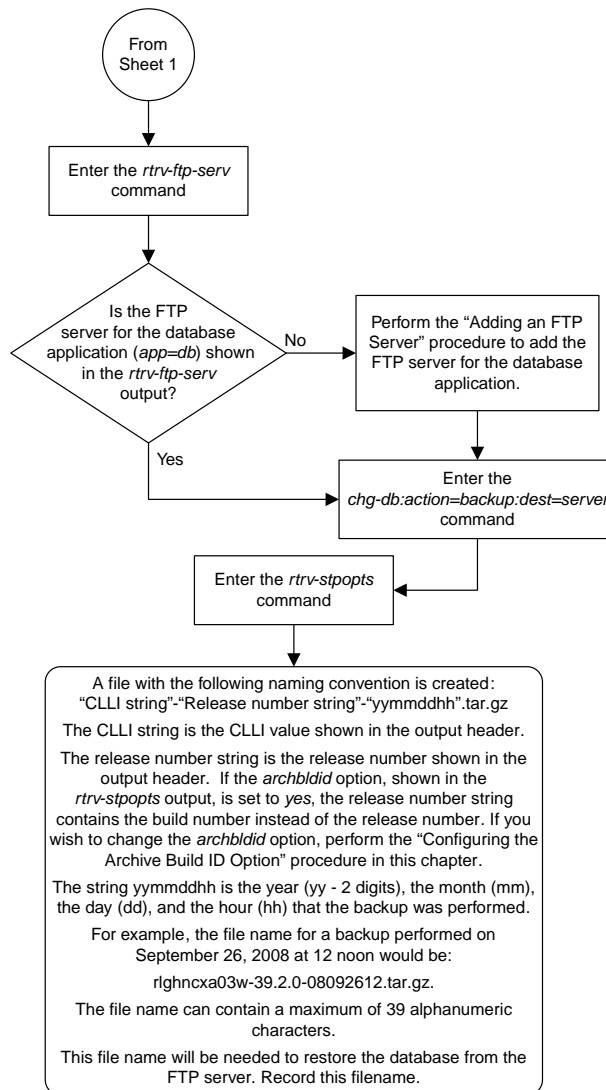 From
Sheet 1
Enter the rtrv-ftp-serv
command
Is the FTP
server for the database
application (app=db) shown
in the rtrv-ftp-serv
output?
No
Perform the “Adding an FTP
Server” procedure to add the
FTP server for the database
application.
Yes
Enter the
chg-db:action=backup:dest=server
command
Enter the rtrv-stpopts
command
A file with the following naming convention is created:
“CLLI string”-“Release number string”-“yymmddhh”.tar.gz
The CLLI string is the CLLI value shown in the output header.
The release number string is the release number shown in the
output header. If the archbldid option, shown in the
rtrv-stpopts output, is set to yes, the release number string
contains the build number instead of the release number. If you
wish to change the archbldid option, perform the “Configuring the
Archive Build ID Option” procedure in this chapter.
The string yymmddhh is the year (yy - 2 digits), the month (mm),
the day (dd), and the hour (hh) that the backup was performed.
For example, the file name for a backup performed on
September 26, 2008 at 12 noon would be:
rlghncxa03w-39.2.0-08092612.tar.gz.
The file name can contain a maximum of 39 alphanumeric
characters.
This file name will be needed to restore the database from the
FTP server. Record this filename.